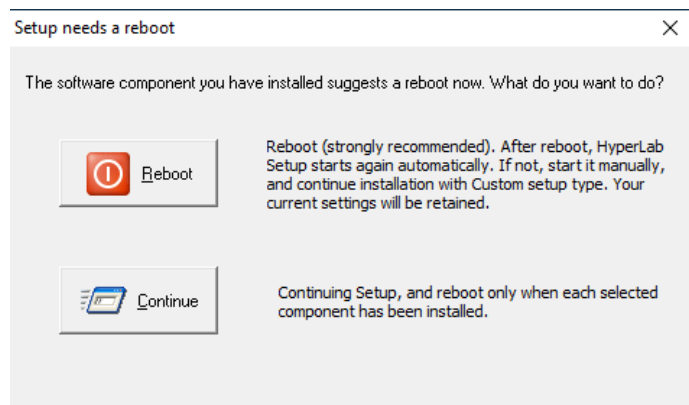 Setup needs a reboot
The software component you have installed suggests a reboot now. What do you want to do?
Reboot
Reboot (strongly recommended). After reboot, HyperLab
Setup starts again automatically. If not, start it manually,
and continue installation with Custom setup type. Your
current settings will be retained.
Continue
Continuing Setup, and reboot only when each selected
component has been installed.